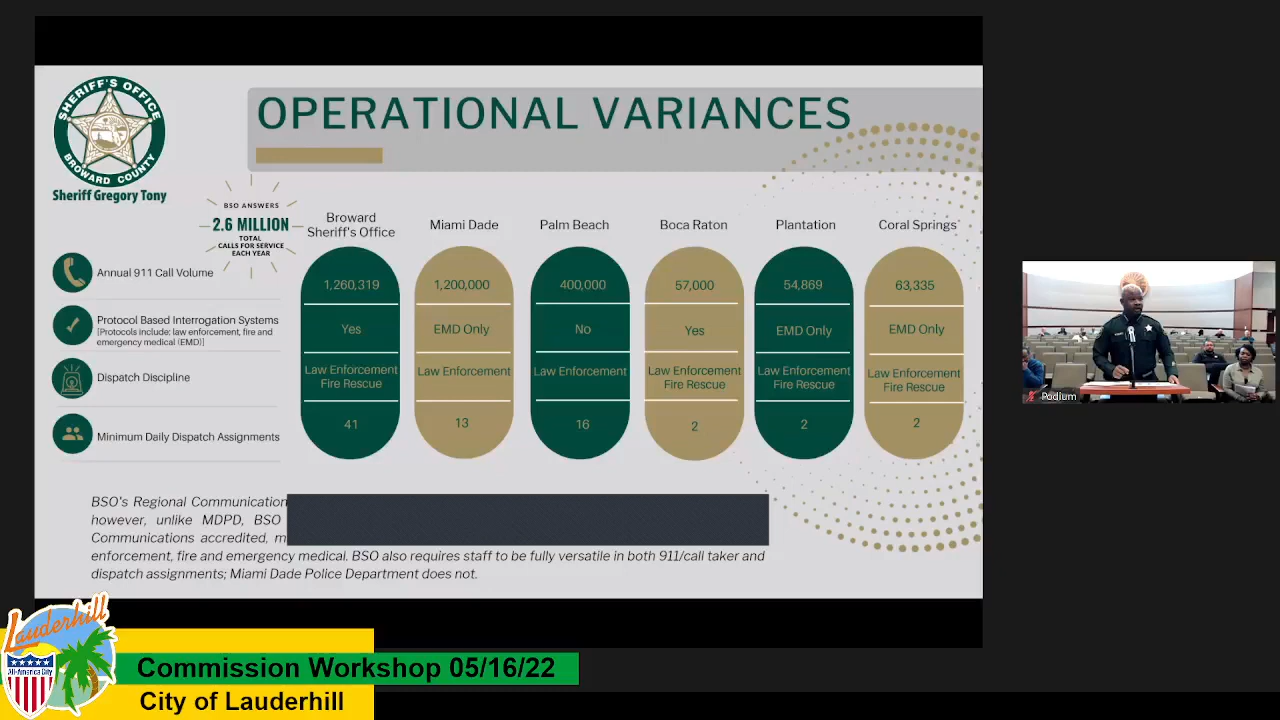 SHERIFF'S OFFICE
BROWARD COUNTY
Sheriff Gregory Tony
OPERATIONAL VARIANCES
BSO ANSWERS
2.6 MILLION
TOTAL
CALLS FOR SERVICE
EACH YEAR
Broward
Sheriff's Office
Miami Dade
Palm Beach
Boca Raton
Plantation
Coral Springs
Annual 911 Call Volume
1,260,319
1,200,000
400,000
57,000
54,869
63,335
Protocol Based Interrogation Systems
[Protocols include: law enforcement, fire and
emergency medical (EMD)]
Yes
EMD Only
No
Yes
EMD Only
EMD Only
Dispatch Discipline
Law Enforcement
Fire Rescue
Law Enforcement
Law Enforcement
Law Enforcement
Fire Rescue
Law Enforcement
Fire Rescue
Law Enforcement
Fire Rescue
Minimum Daily Dispatch Assignments
41
13
16
2
2
2
BSO's Regional Communication
however, unlike MDPD, BSO
Communications accredited,
enforcement, fire and emergency medical. BSO also requires staff to be fully versatile in both 911/call taker and
dispatch assignments; Miami Dade Police Department does not.
Podium
Lauderhill
All-America City
Commission Workshop 05/16/22
City of Lauderhill